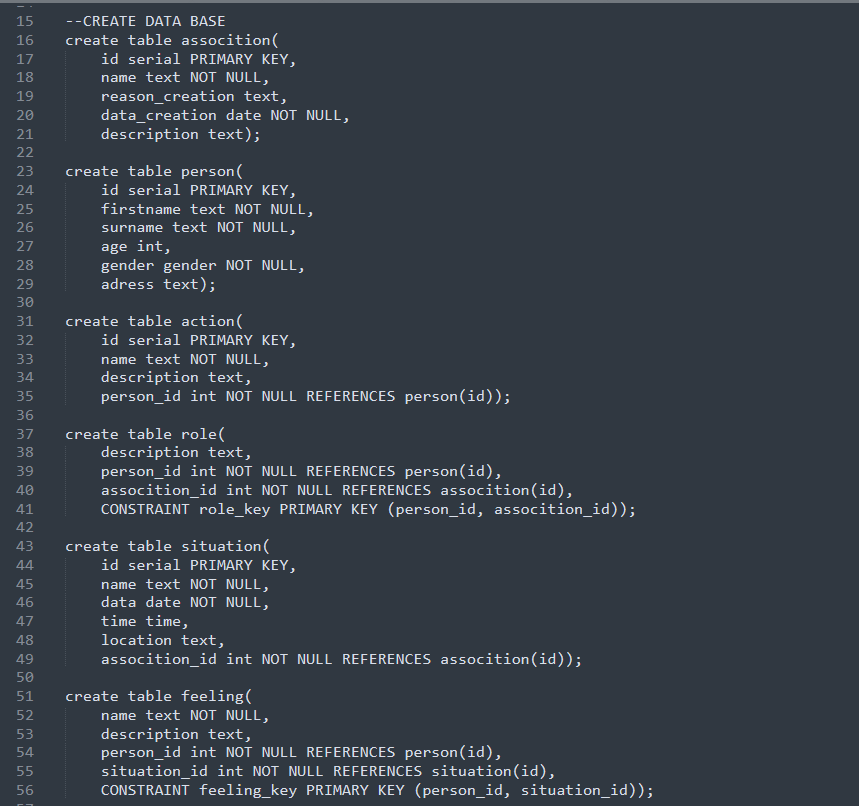 15 --CREATE DATA BASE
16 create table assocition(
17 id serial PRIMARY KEY,
18 name text NOT NULL,
19 reason_creation text,
20 data_creation date NOT NULL,
21 description text);
22
23 create table person(
24 id serial PRIMARY KEY,
25 firstname text NOT NULL,
26 surname text NOT NULL,
27 age int,
28 gender gender NOT NULL,
29 adress text);
30
31 create table action(
32 id serial PRIMARY KEY,
33 name text NOT NULL,
34 description text,
35 person_id int NOT NULL REFERENCES person(id));
36
37 create table role(
38 description text,
39 person_id int NOT NULL REFERENCES person(id),
40 assocition_id int NOT NULL REFERENCES assocition(id),
41 CONSTRAINT role_key PRIMARY KEY (person_id, assocition_id));
42
43 create table situation(
44 id serial PRIMARY KEY,
45 name text NOT NULL,
46 data date NOT NULL,
47 time time,
48 location text,
49 assocition_id int NOT NULL REFERENCES assocition(id));
50
51 create table feeling(
52 name text NOT NULL,
53 description text,
54 person_id int NOT NULL REFERENCES person(id),
55 situation_id int NOT NULL REFERENCES situation(id),
56 CONSTRAINT feeling_key PRIMARY KEY (person_id, situation_id));